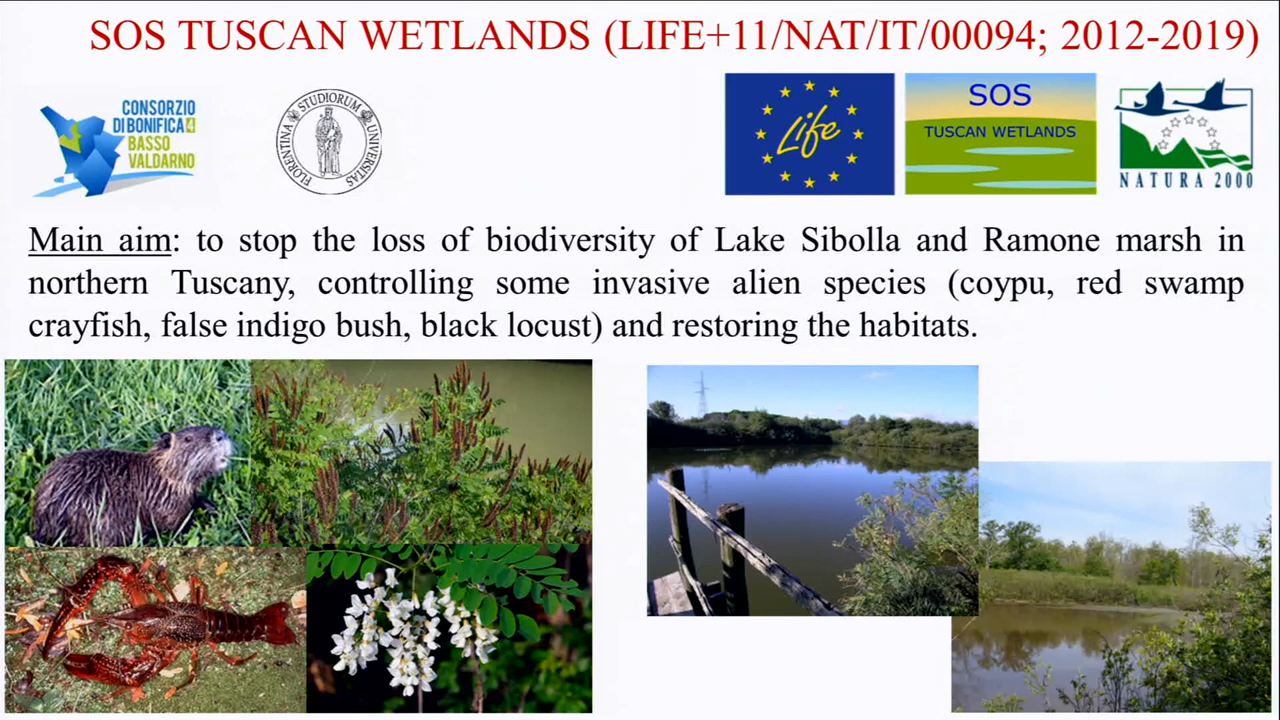 SOS TUSCAN WETLANDS (LIFE+11/NAT/IT/00094; 2012-2019)
CONSORZIO
DI BONIFICA 4
BASSO
VALDARNO
FLORENTINA STUDIORUM UNIVERSITAS
Life
SOS
TUSCAN WETLANDS
NATURA 2000
Main aim: to stop the loss of biodiversity of Lake Sibolla and Ramone marsh in
northern Tuscany, controlling some invasive alien species (coypu, red swamp
crayfish, false indigo bush, black locust) and restoring the habitats.